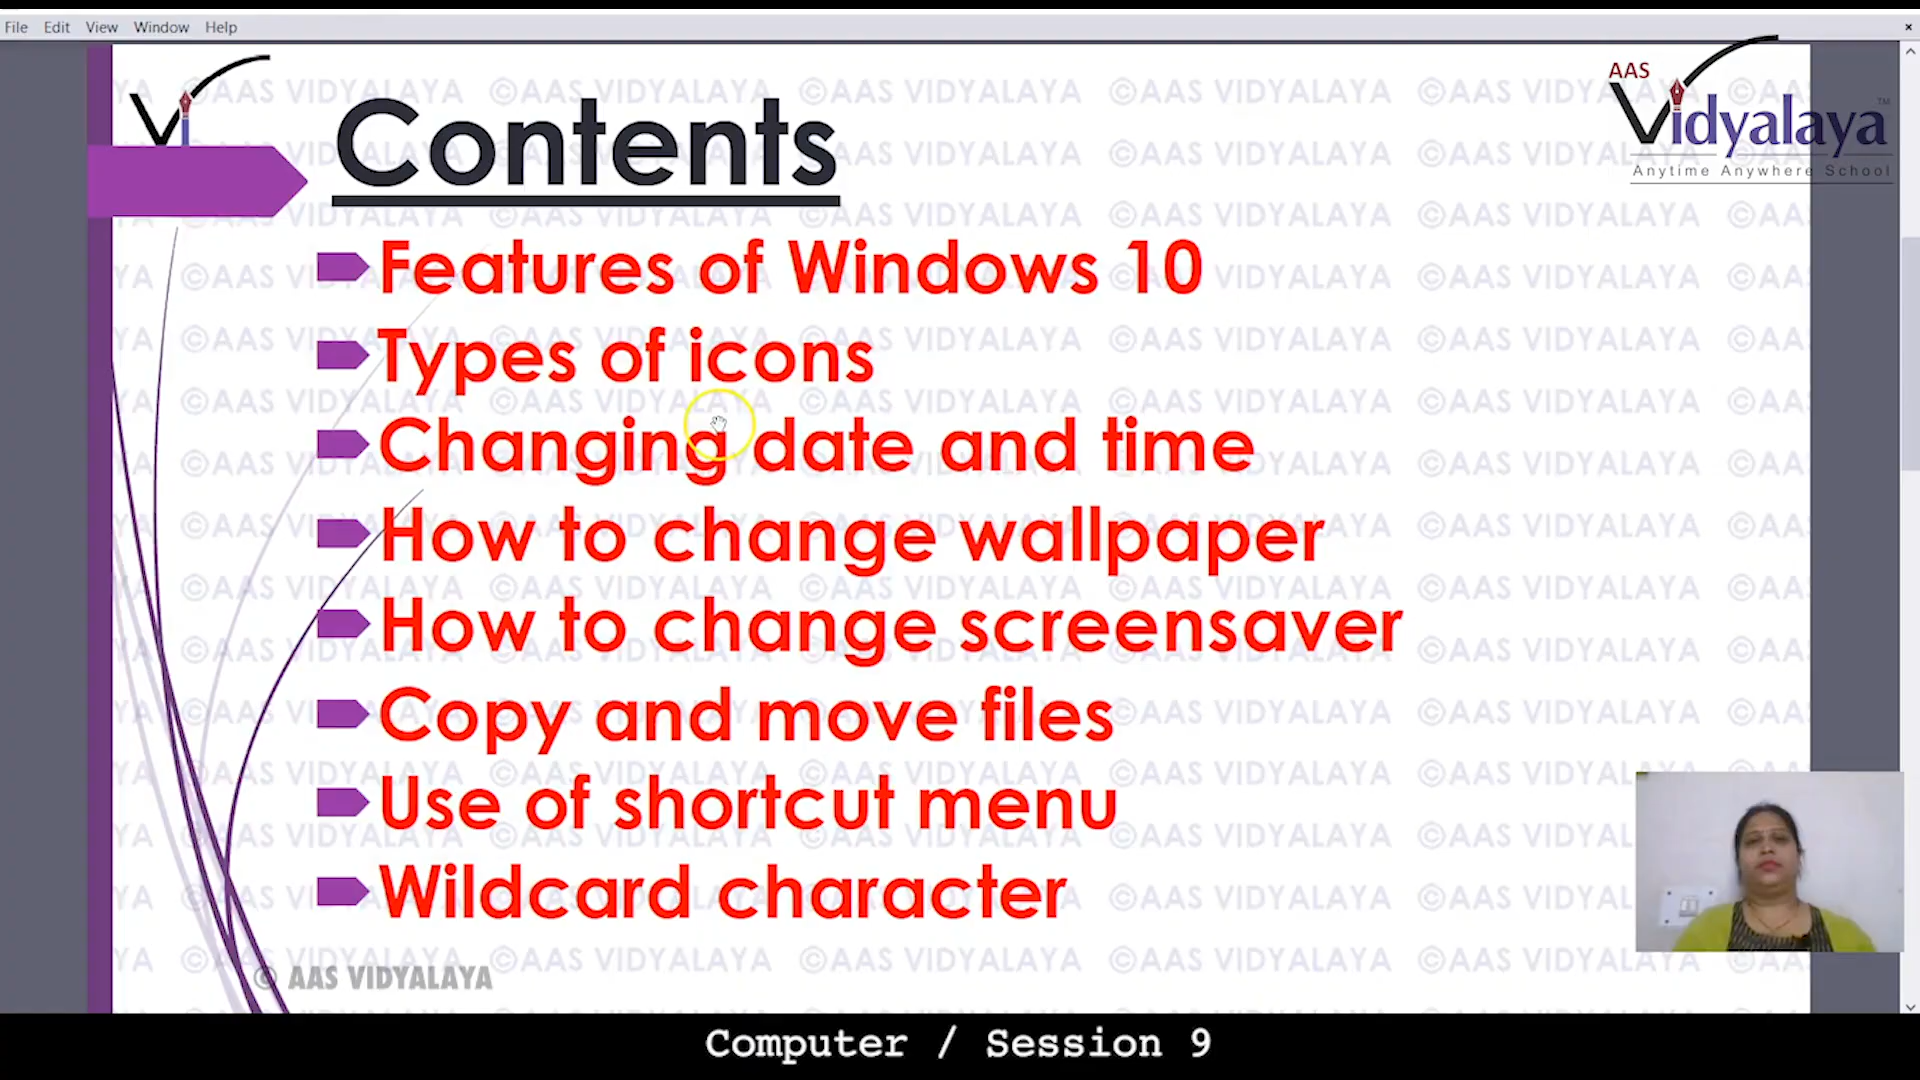 File Edit View Window Help
AAS
Vidyalaya™
Anytime Anywhere School
Contents
Features of Windows 10
Types of icons
Changing date and time
How to change wallpaper
How to change screensaver
Copy and move files
Use of shortcut menu
Wildcard character
©AAS VIDYALAYA
© AAS VIDYALAYA
Computer / Session 9